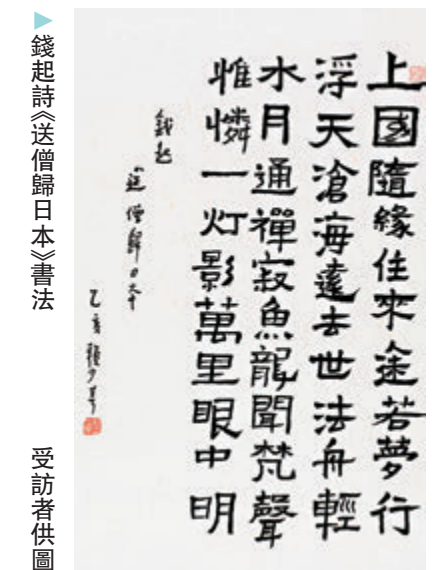 上國隨緣住來途若夢行
浮天滄海遠去世法舟輕
水月通禪寂魚龍聞梵聲
惟憐一灯影萬里眼中明
錢起
送僧歸日本
乙亥
▶錢起詩《送僧歸日本》書法
受訪者供圖